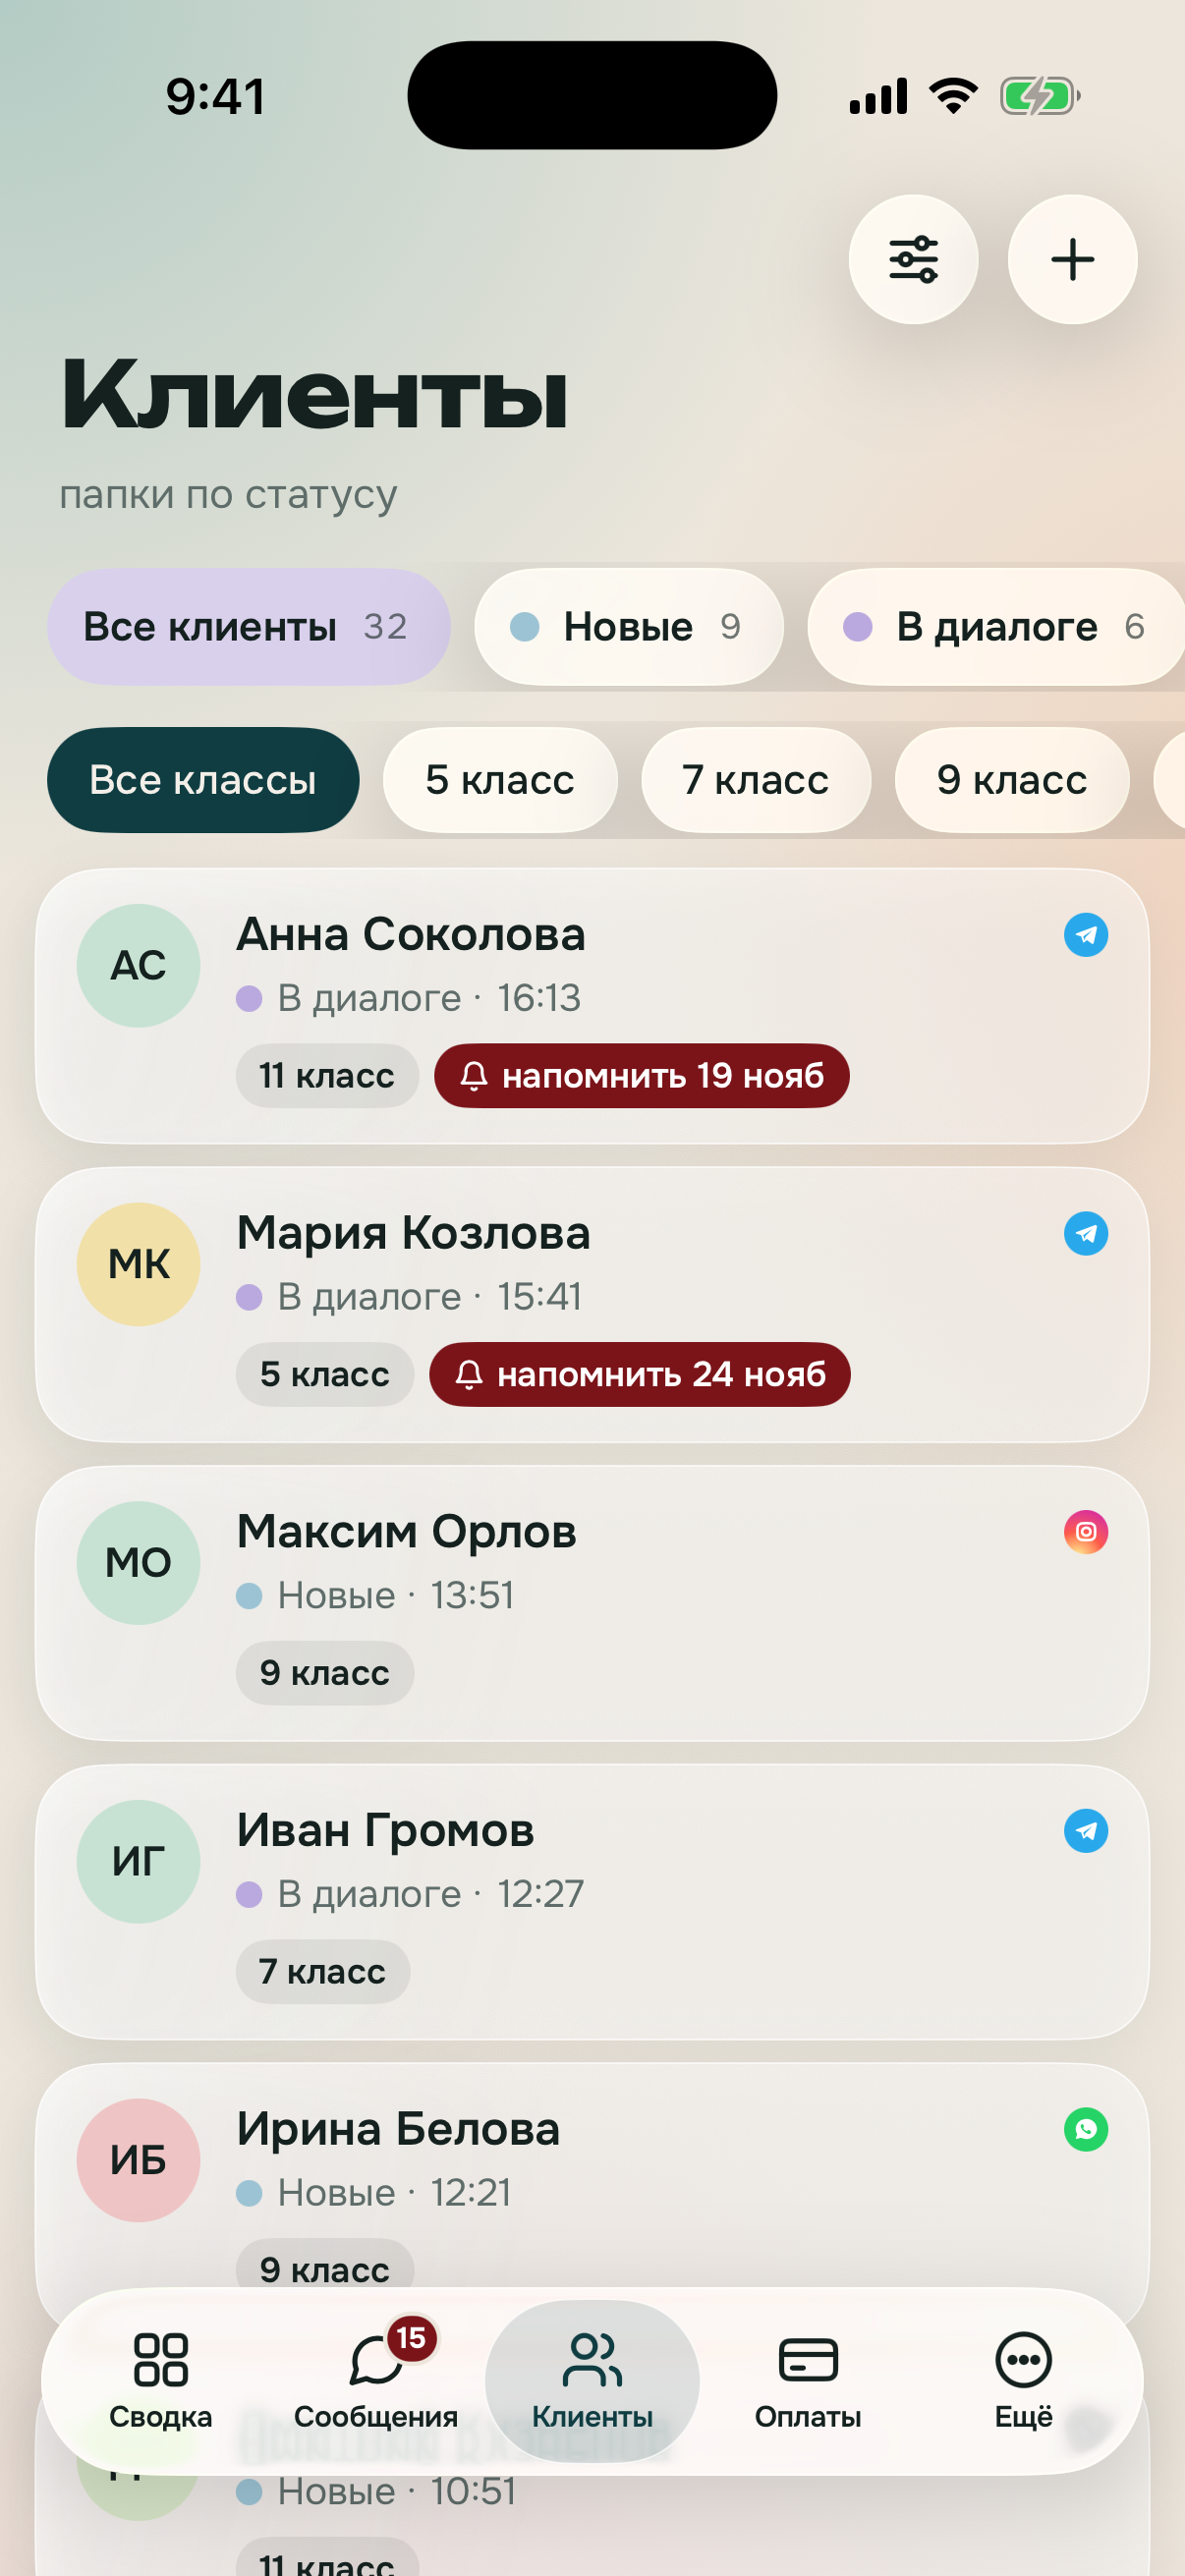 9:41
Клиенты
папки по статусу
Все клиенты 32 Новые 9 В диалоге 6
Все классы 5 класс 7 класс 9 класс
АС Анна Соколова
В диалоге · 16:13
11 класс напомнить 19 нояб
МК Мария Козлова
В диалоге · 15:41
5 класс напомнить 24 нояб
МО Максим Орлов
Новые · 13:51
9 класс
ИГ Иван Громов
В диалоге · 12:27
7 класс
ИБ Ирина Белова
Новые · 12:21
9 класс
15
Сводка Сообщения Клиенты Оплаты Ещё
Новые · 10:51
11 класс